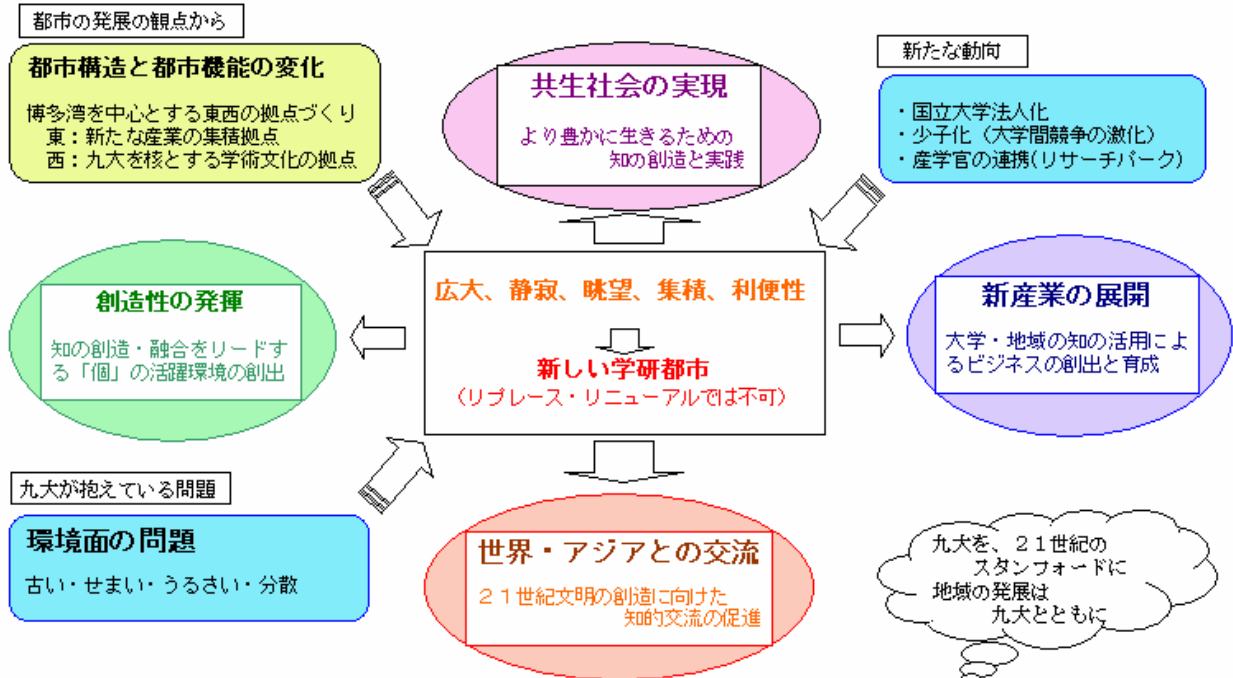 都市の発展の観点から
都市構造と都市機能の変化
博多湾を中心とする東西の拠点づくり
東：新たな産業の集積拠点
西：九大を核とする学術文化の拠点
共生社会の実現
より豊かに生きるための
知の創造と実践
新たな動向
・国立大学法人化
・少子化（大学間競争の激化）
・産学官の連携(リサーチパーク)
創造性の発揮
知の創造・融合をリードす
る「個」の活躍環境の創出
広大、静寂、眺望、集積、利便性
新しい学研都市
(リプレース・リニューアルでは不可)
新産業の展開
大学・地域の知の活用によ
るビジネスの創出と育成
九大が抱えている問題
環境面の問題
古い・せまい・うるさい・分散
世界・アジアとの交流
２１世紀文明の創造に向けた
知的交流の促進
九大を、２１世紀の
スタンフォードに
地域の発展は
九大とともに